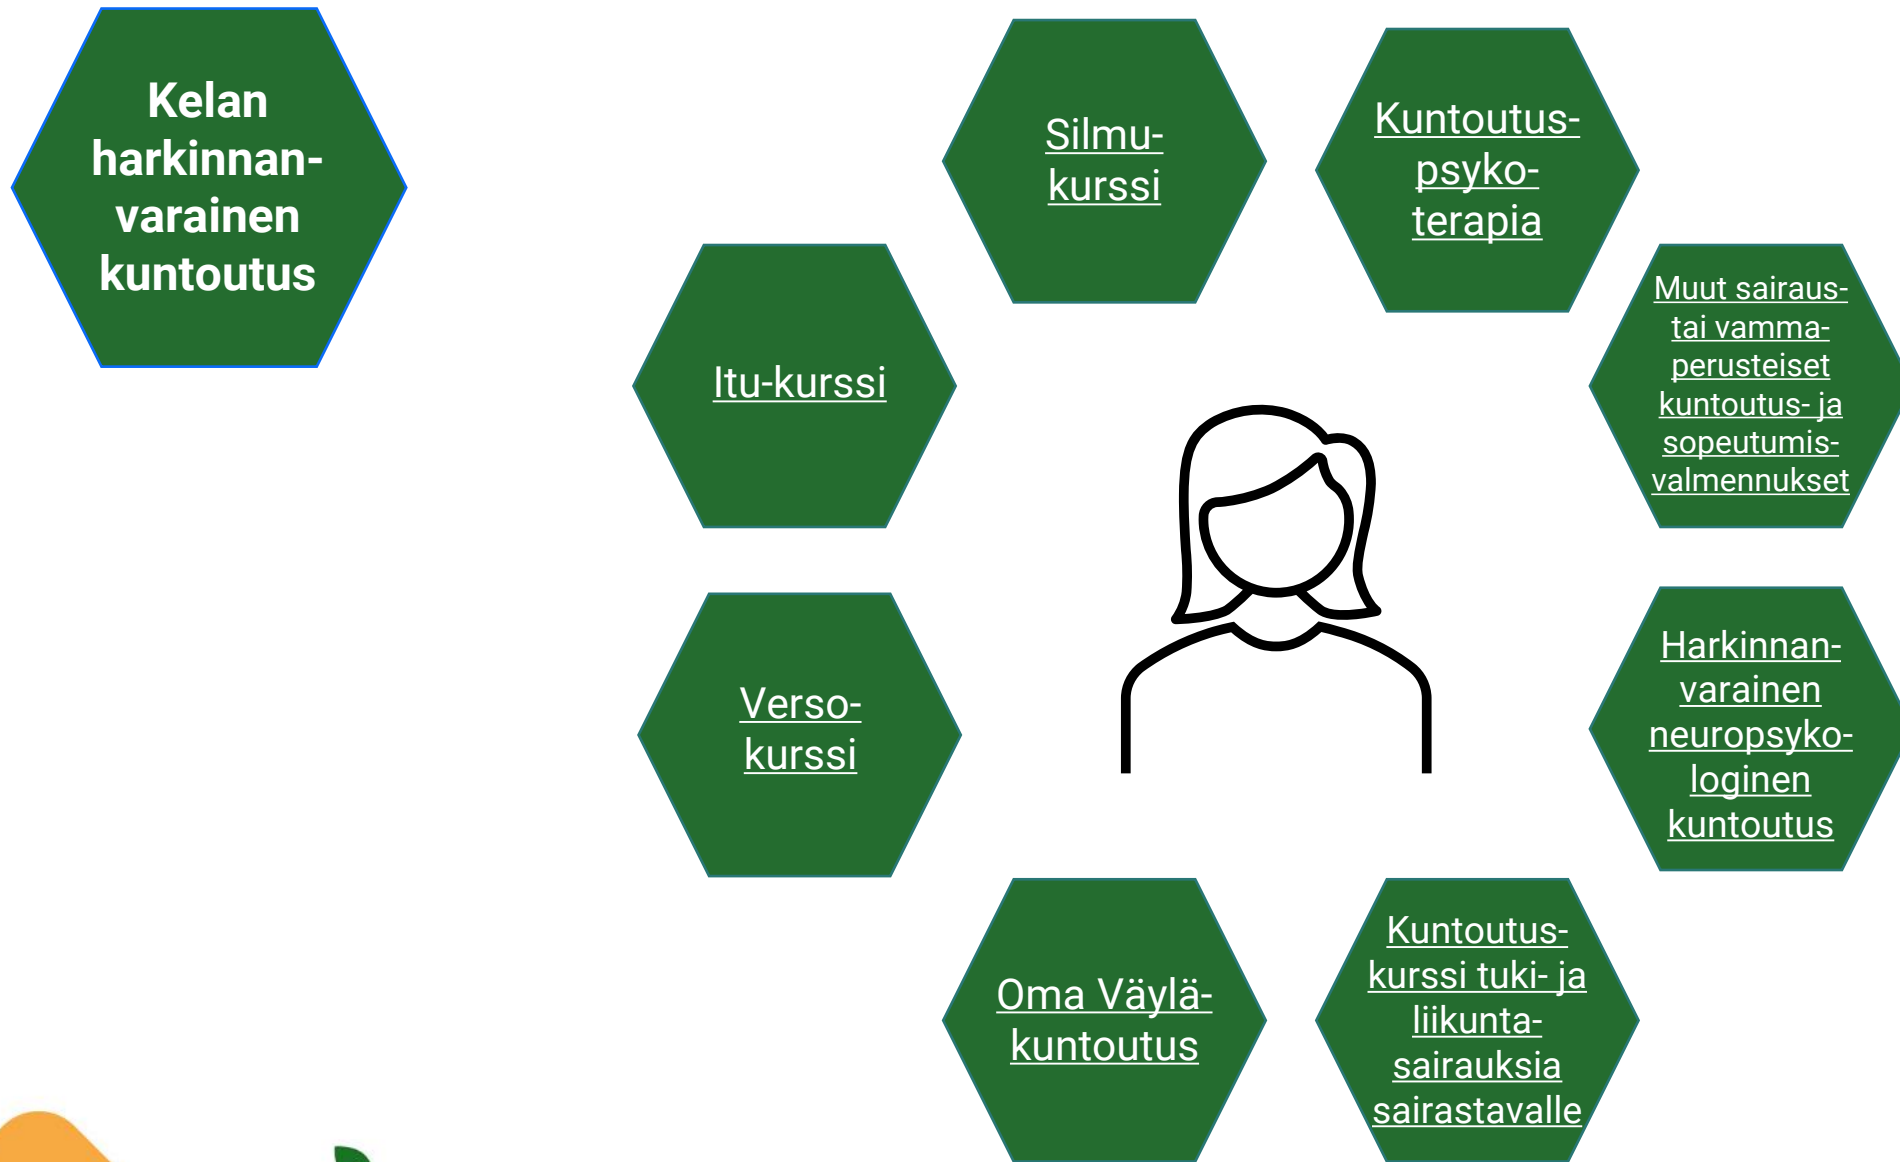 Kelan
harkinnan-
varainen
kuntoutus
Silmu-
kurssi
Kuntoutus-
psyko-
terapia
Itu-kurssi
Muut sairaus-
tai vamma-
perusteiset
kuntoutus- ja
sopeutumis-
valmennukset
Verso-
kurssi
Harkinnan-
varainen
neuropsyko-
loginen
kuntoutus
Oma Väylä-
kuntoutus
Kuntoutus-
kurssi tuki- ja
liikunta-
sairauksia
sairastavalle